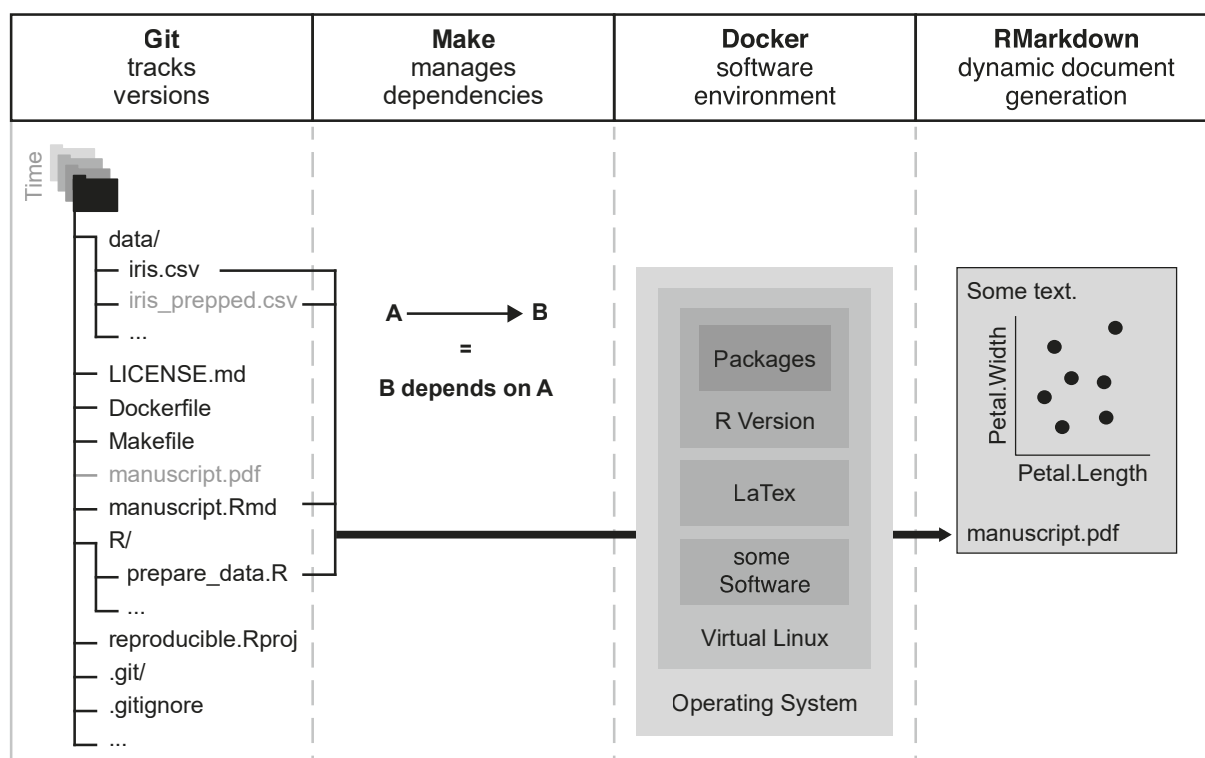 Git
tracks
versions
Make
manages
dependencies
Docker
software
environment
RMarkdown
dynamic document
generation
Time
data/
iris.csv
iris_prepped.csv
...
LICENSE.md
Dockerfile
Makefile
manuscript.pdf
manuscript.Rmd
R/
prepare_data.R
...
reproducible.Rproj
.git/
.gitignore
...
A B
=
B depends on A
Packages
R Version
LaTex
some
Software
Virtual Linux
Operating System
Some text.
Petal.Width
Petal.Length
manuscript.pdf